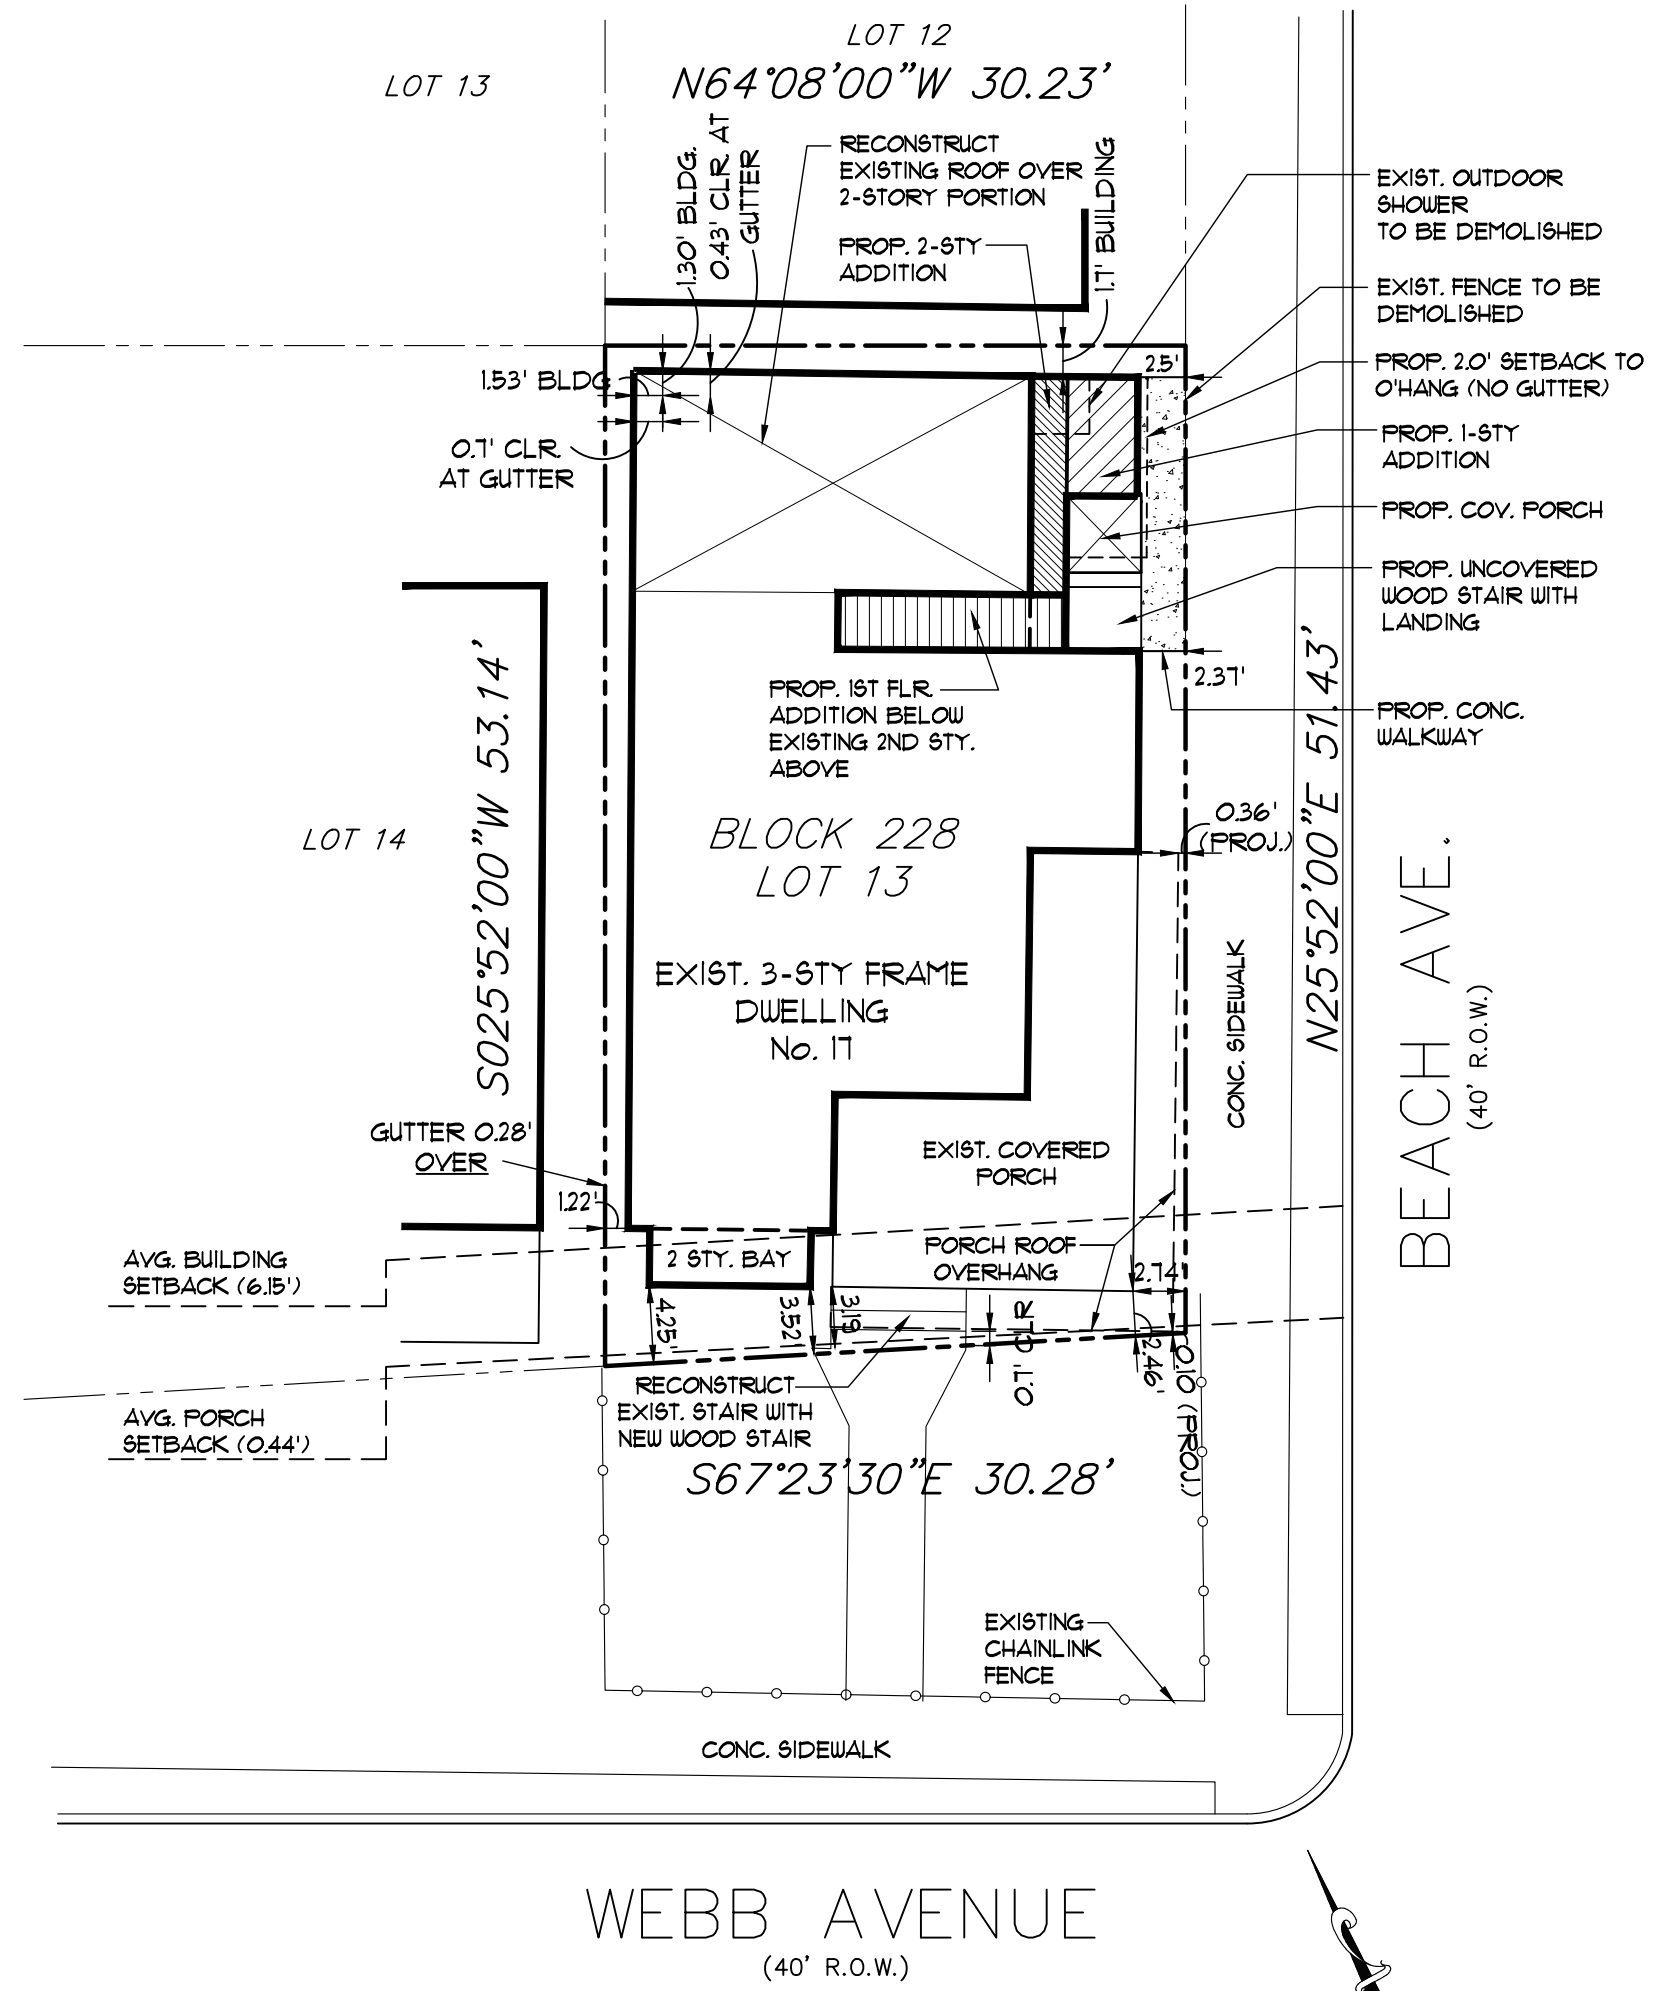 LOT 12
LOT 13
N64°08'00"W 30.23'
1.30' BLDG.
0.43' CLR. AT
GUTTER
RECONSTRUCT
EXISTING ROOF OVER
2-STORY PORTION
PROP. 2-STY
ADDITION
1.7' BUILDING
EXIST. OUTDOOR
SHOWER
TO BE DEMOLISHED
EXIST. FENCE TO BE
DEMOLISHED
PROP. 2.0' SETBACK TO
O'HANG (NO GUTTER)
PROP. 1-STY
ADDITION
PROP. COV. PORCH
PROP. UNCOVERED
WOOD STAIR WITH
LANDING
PROP. CONC.
WALKWAY
2.5'
1.53' BLDG
0.7' CLR.
AT GUTTER
2.37'
PROP. 1ST FLR.
ADDITION BELOW
EXISTING 2ND STY.
ABOVE
S025°52'00"W 53.14'
N25°52'00"E 51.43'
LOT 14
BLOCK 228
LOT 13
0.36'
(PROJ.)
EXIST. 3-STY FRAME
DWELLING
No. 17
CONC. SIDEWALK
BEACH AVE.
(40' R.O.W.)
GUTTER 0.28'
OVER
1.22'
EXIST. COVERED
PORCH
AVG. BUILDING
SETBACK (6.15')
2 STY. BAY
PORCH ROOF
OVERHANG
2.74'
4.25'
3.52'
3.19'
0.7' STR
2.46'
0.10 (PROJ.)
AVG. PORCH
SETBACK (0.44')
RECONSTRUCT
EXIST. STAIR WITH
NEW WOOD STAIR
S67°23'30"E 30.28'
EXISTING
CHAINLINK
FENCE
CONC. SIDEWALK
WEBB AVENUE
(40' R.O.W.)